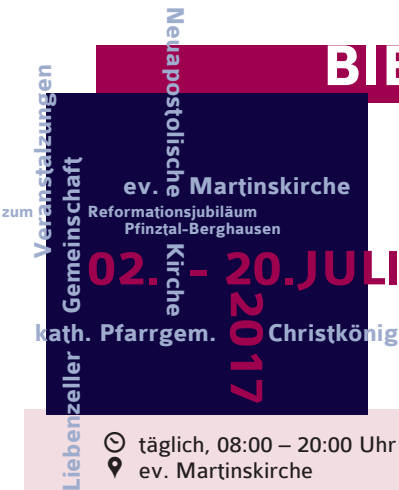 BIE
Neuapostolische Kirche
Veranstalzungen
Liebenzeller Gemeinschaft
ev. Martinskirche
zum Reformationsjubiläum
Pfinztal-Berghausen
02. – 20.JULI
2017
kath. Pfarrgem. Christkönig
täglich, 08:00 – 20:00 Uhr
ev. Martinskirche